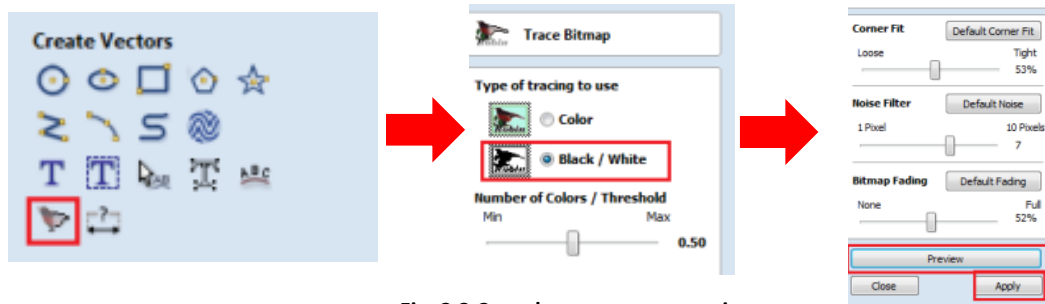 Create Vectors
Trace Bitmap
Type of tracing to use
Color
Black / White
Number of Colors / Threshold
Min Max
0.50
Corner Fit Default Corner Fit
Loose Tight
53%
Noise Filter Default Noise
1 Pixel 10 Pixels
7
Bitmap Fading Default Fading
None Full
52%
Preview
Close Apply